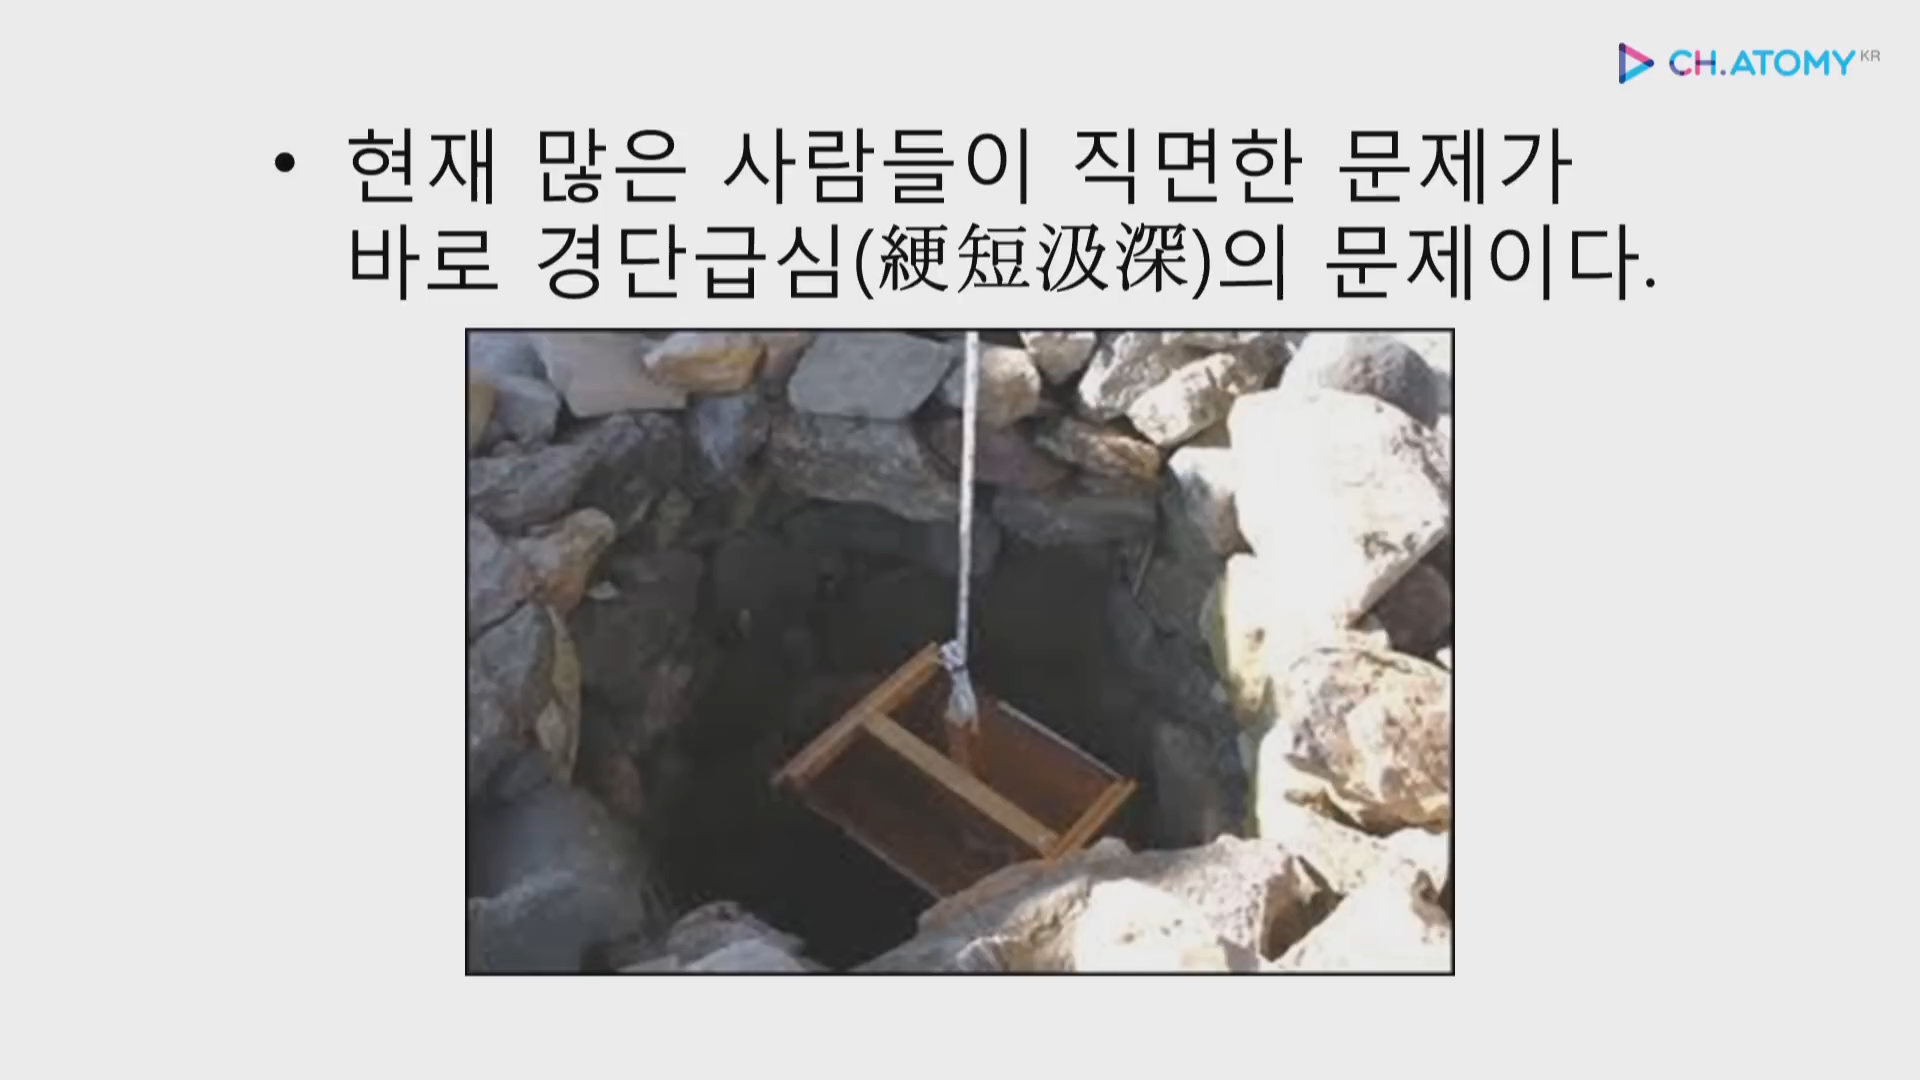 CH.ATOMY KR
• 현재 많은 사람들이 직면한 문제가
바로 경단급심(綆短汲深)의 문제이다.